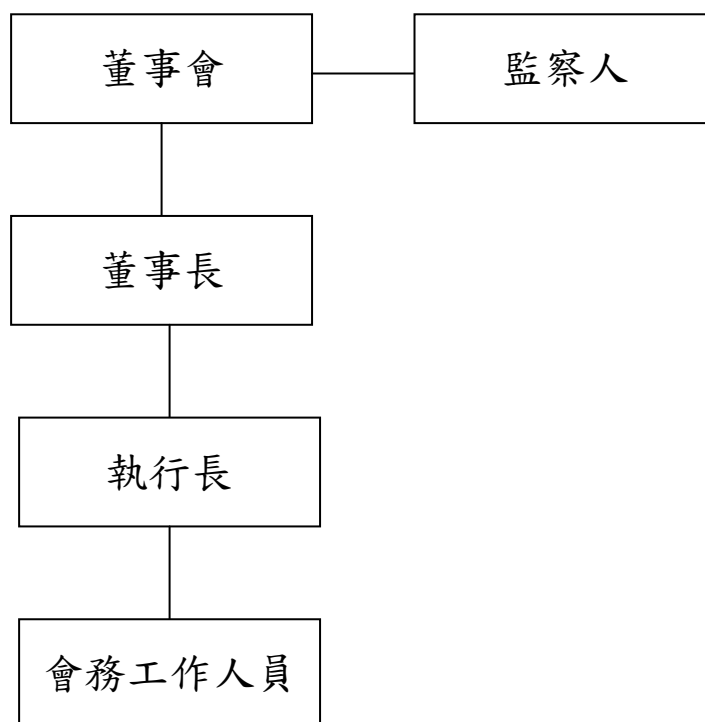 董事會
監察人
董事長
執行長
會務工作人員